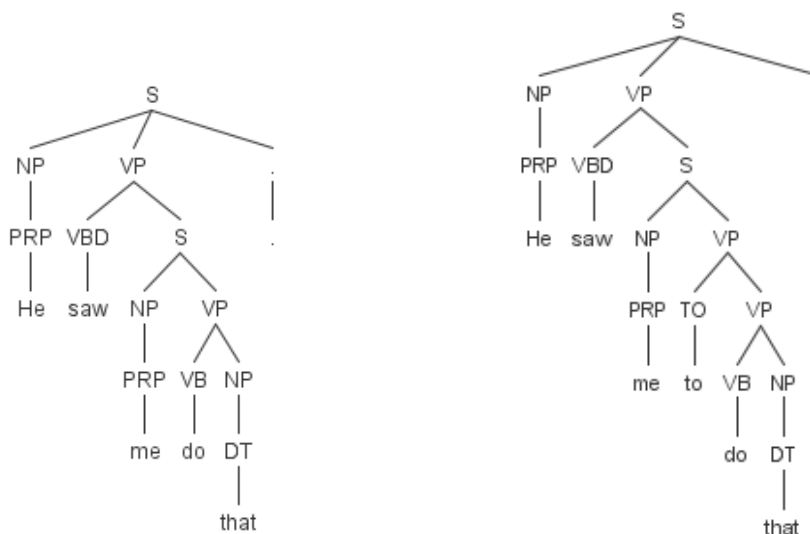 S
S
NP VP
S
NP VP .
PRP VBD S
PRP VBD S .
He saw NP VP
He saw NP VP
PRP TO VP
PRP VB NP
me to VB NP
me do DT
do DT
that
that